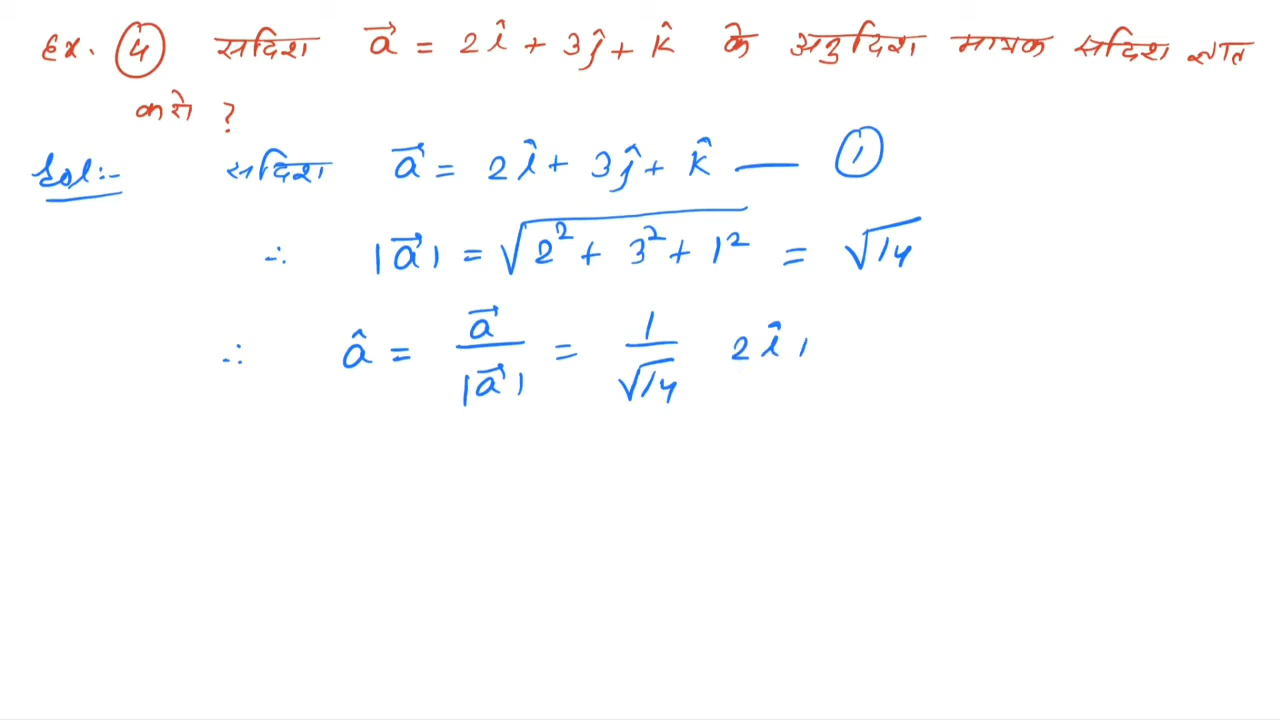 Ex. ④ सदिश a⃗ = 2î + 3ĵ + k̂ के अनुदिश मात्रक सदिश ज्ञात
करो ?
Sol:- सदिश a⃗ = 2î + 3ĵ + k̂ — ①
∴ |a⃗| = √(2² + 3² + 1²) = √14
∴ â = a⃗/|a⃗| = 1/√14 2î